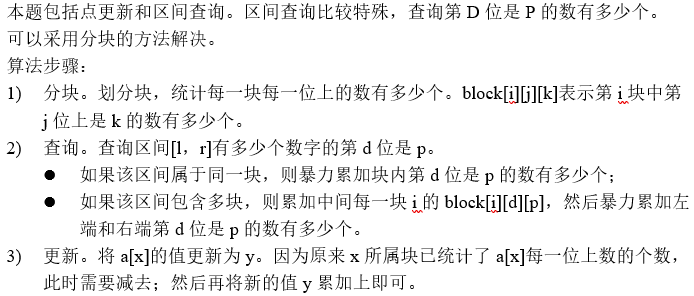 本题包括点更新和区间查询。区间查询比较特殊，查询第 D 位是 P 的数有多少个。
可以采用分块的方法解决。
算法步骤：
1) 分块。划分块，统计每一块每一位上的数有多少个。block[i][j][k]表示第 i 块中第
j 位上是 k 的数有多少个。
2) 查询。查询区间[l，r]有多少个数字的第 d 位是 p。
● 如果该区间属于同一块，则暴力累加块内第 d 位是 p 的数有多少个；
● 如果该区间包含多块，则累加中间每一块 i 的 block[i][d][p]，然后暴力累加左
端和右端第 d 位是 p 的数有多少个。
3) 更新。将 a[x]的值更新为 y。因为原来 x 所属块已统计了 a[x]每一位上数的个数，
此时需要减去；然后再将新的值 y 累加上即可。